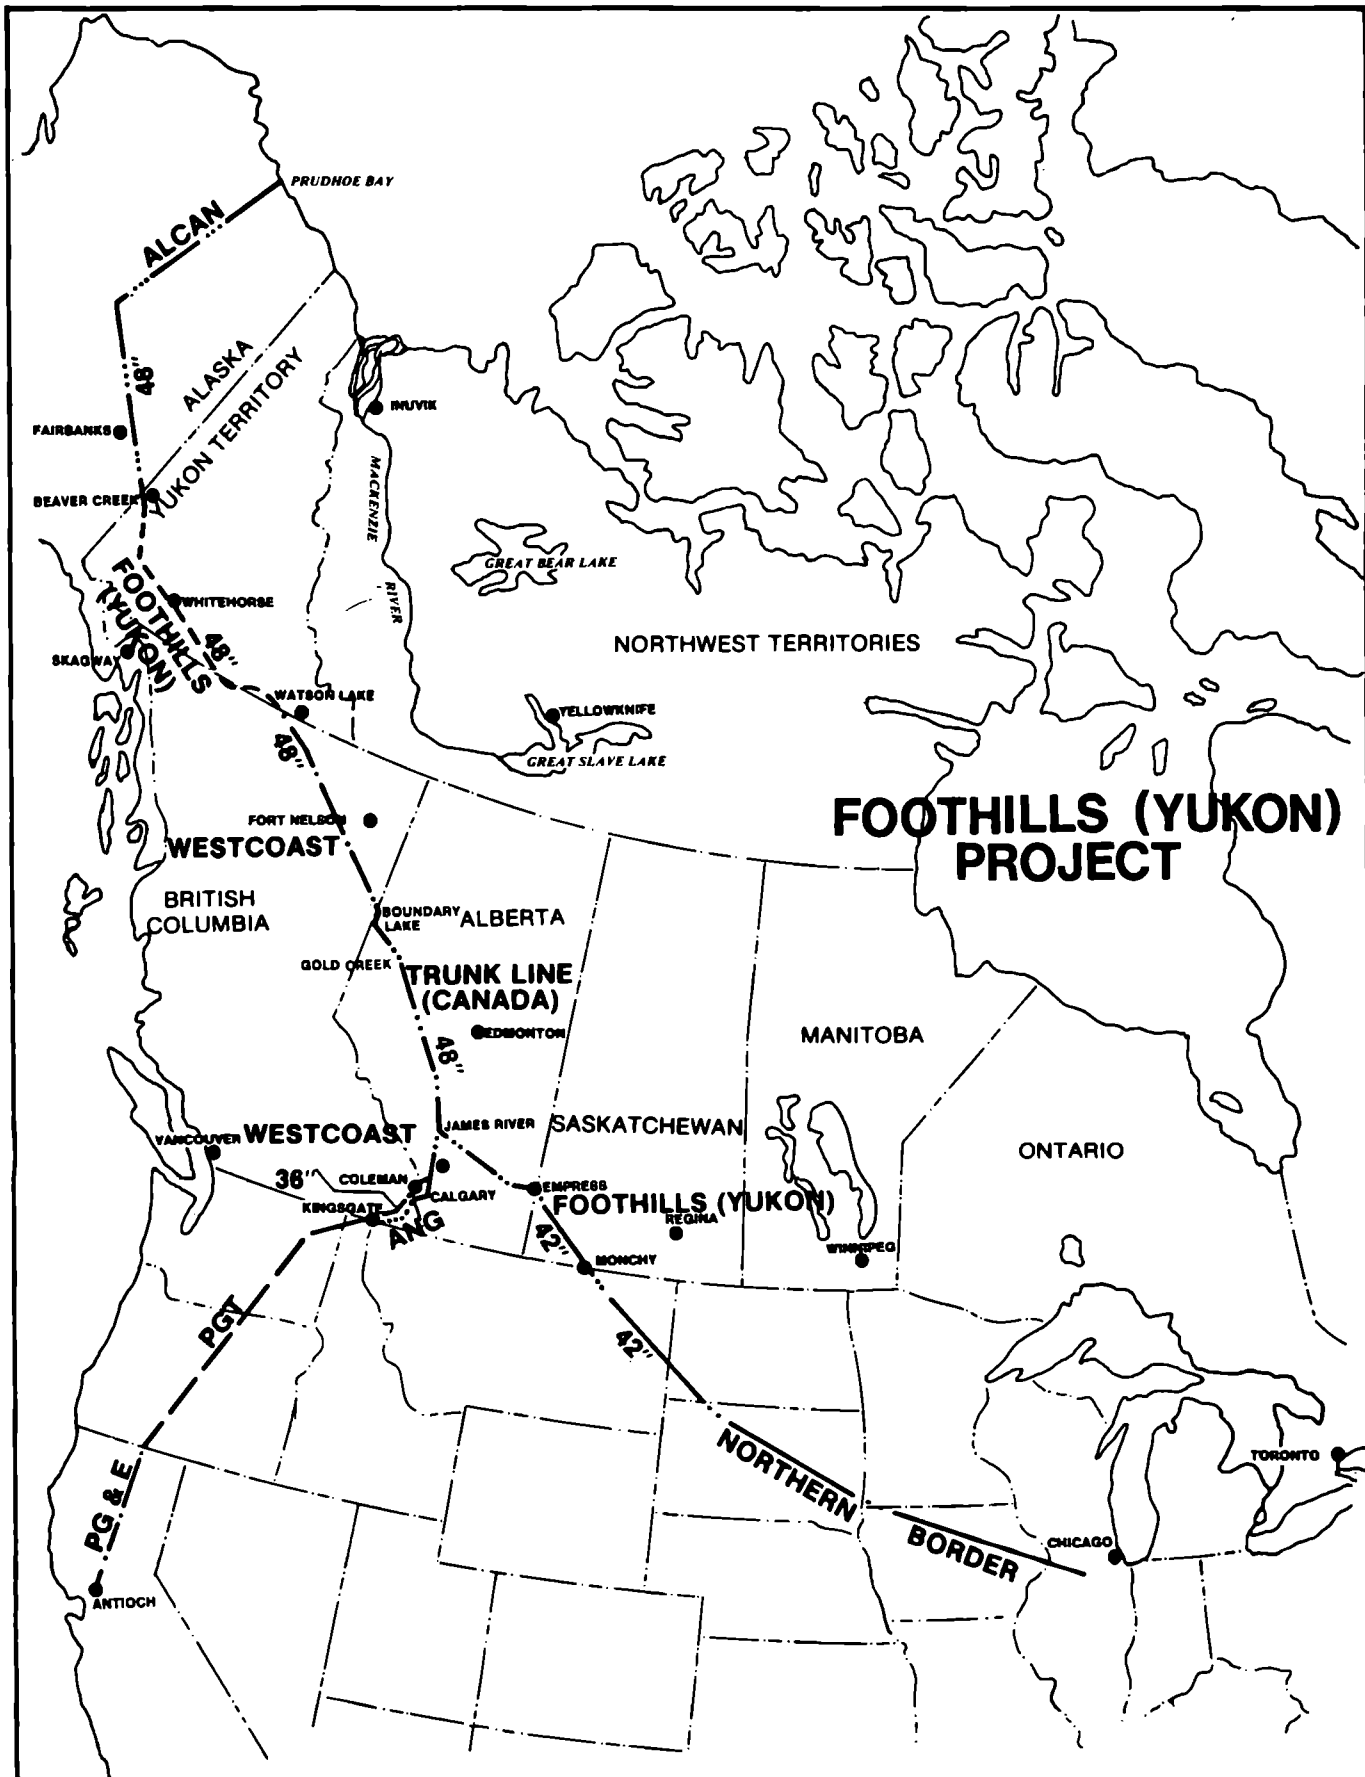 PRUDHOE BAY
ALCAN
48"
ALASKA
YUKON TERRITORY
INUVIK
FAIRBANKS
BEAVER CREEK
MACKENZIE
RIVER
GREAT BEAR LAKE
FOOTHILLS
(YUKON)
WHITEHORSE
48"
SKAGWAY
NORTHWEST TERRITORIES
WATSON LAKE
YELLOWKNIFE
48"
GREAT SLAVE LAKE
FOOTHILLS (YUKON)
PROJECT
FORT NELSON
WESTCOAST
BRITISH
COLUMBIA
BOUNDARY
LAKE
ALBERTA
GOLD CREEK
TRUNK LINE
(CANADA)
EDMONTON
MANITOBA
48"
JAMES RIVER
SASKATCHEWAN
VANCOUVER
WESTCOAST
ONTARIO
36"
COLEMAN
CALGARY
EMPRESS
FOOTHILLS (YUKON)
KINGSGATE
ANG
REGINA
42"
WINNIPEG
MONCHY
PGT
42"
NORTHERN
BORDER
TORONTO
PG & E
CHICAGO
ANTIOCH